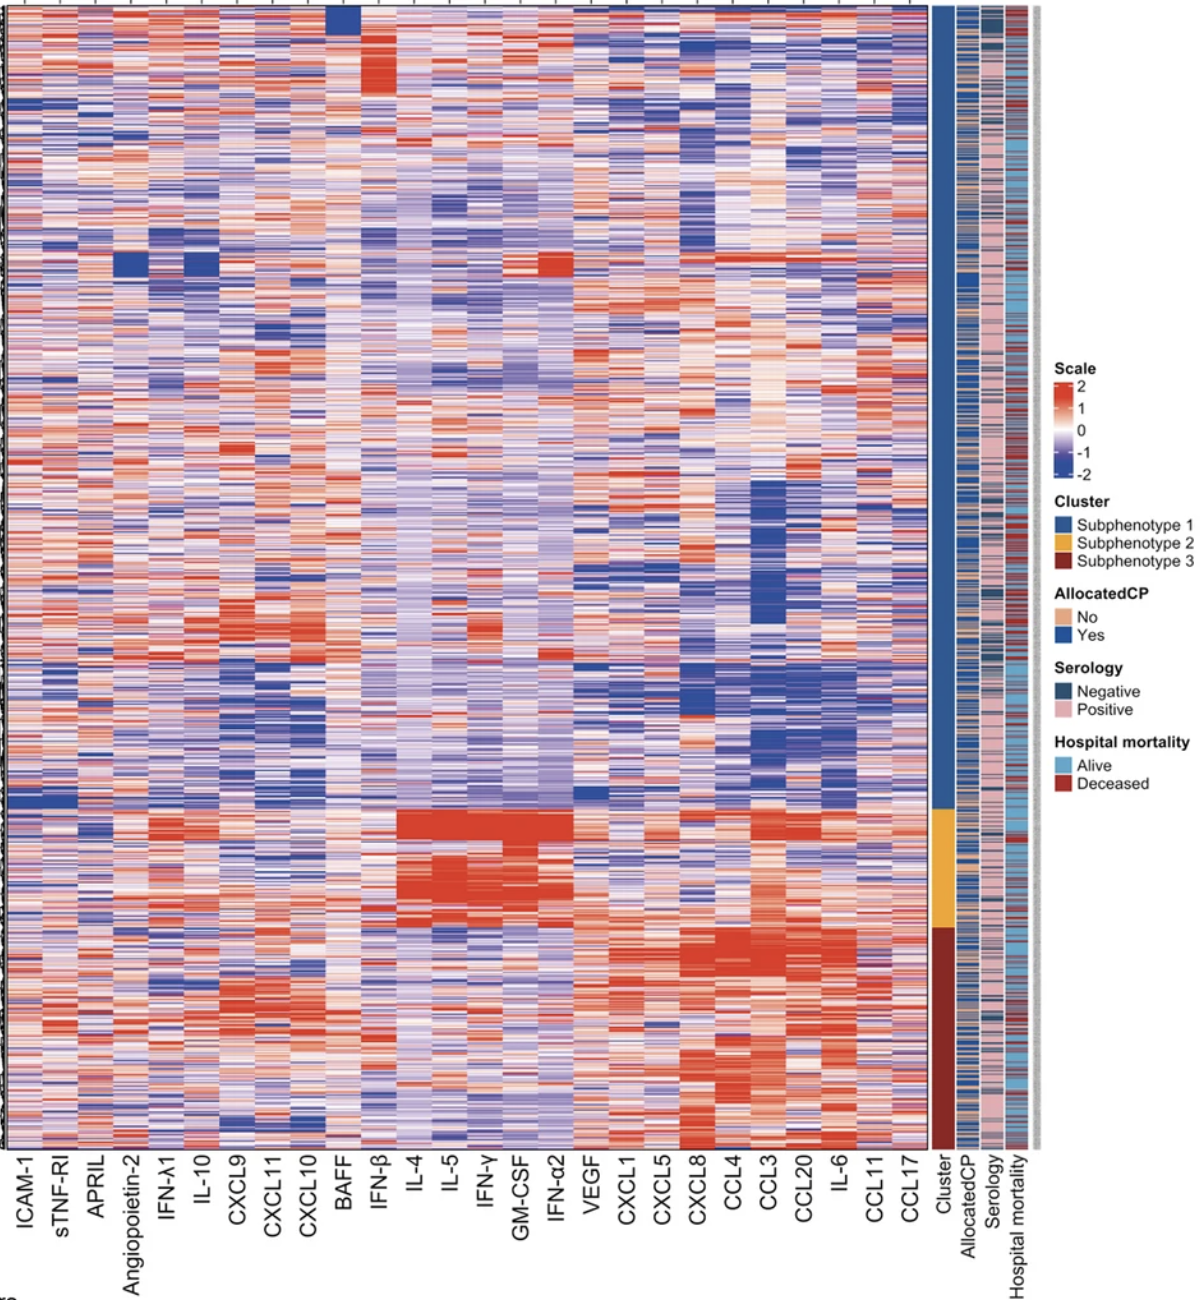 Scale
2
1
0
-1
-2
Cluster
Subphenotype 1
Subphenotype 2
Subphenotype 3
AllocatedCP
No
Yes
Serology
Negative
Positive
Hospital mortality
Alive
Deceased
ICAM-1
sTNF-RI
APRIL
Angiopoietin-2
IFN-λ1
IL-10
CXCL9
CXCL11
CXCL10
BAFF
IFN-β
IL-4
IL-5
IFN-γ
GM-CSF
IFN-α2
VEGF
CXCL1
CXCL5
CXCL8
CCL4
CCL3
CCL20
IL-6
CCL11
CCL17
Cluster
AllocatedCP
Serology
Hospital mortality